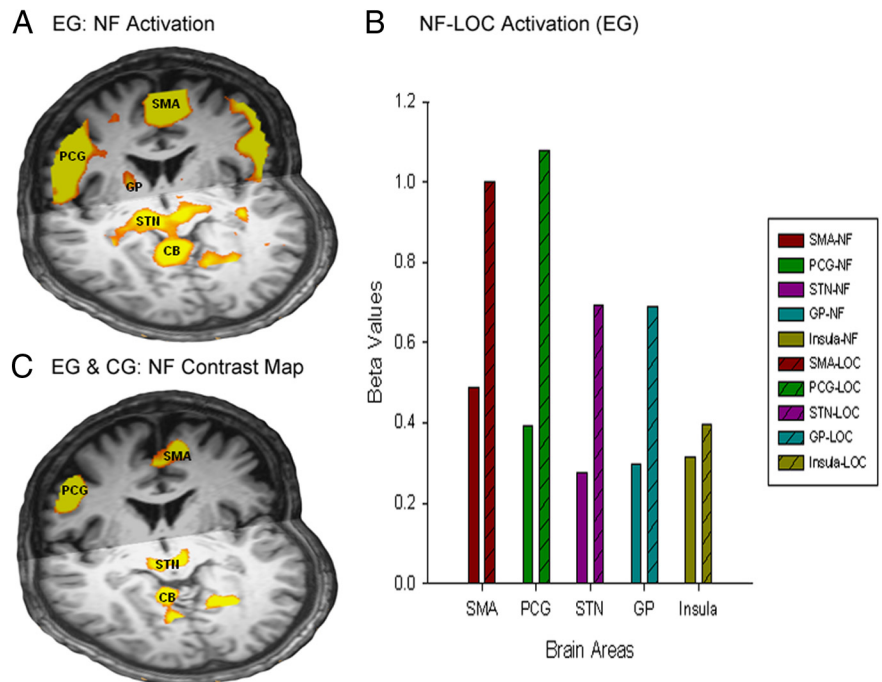 A EG: NF Activation
SMA
PCG
GP
STN
CB
B NF-LOC Activation (EG)
1.2
1.0
0.8
0.6
0.4
0.2
0.0
Beta Values
SMA PCG STN GP Insula
Brain Areas
SMA-NF
PCG-NF
STN-NF
GP-NF
Insula-NF
SMA-LOC
PCG-LOC
STN-LOC
GP-LOC
Insula-LOC
C EG & CG: NF Contrast Map
SMA
PCG
STN
CB